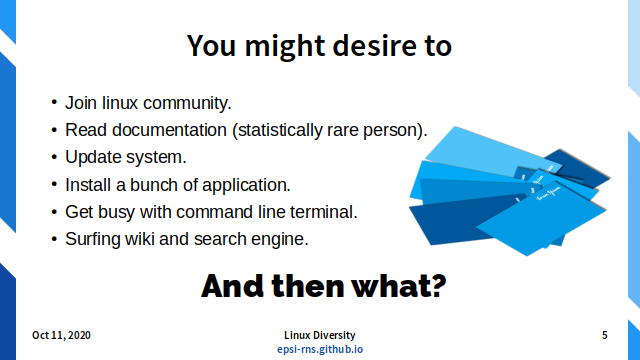 You might desire to
• Join linux community.
• Read documentation (statistically rare person).
• Update system.
• Install a bunch of application.
• Get busy with command line terminal.
• Surfing wiki and search engine.
And then what?
Oct 11, 2020
Linux Diversity
epsi-rns.github.io
5